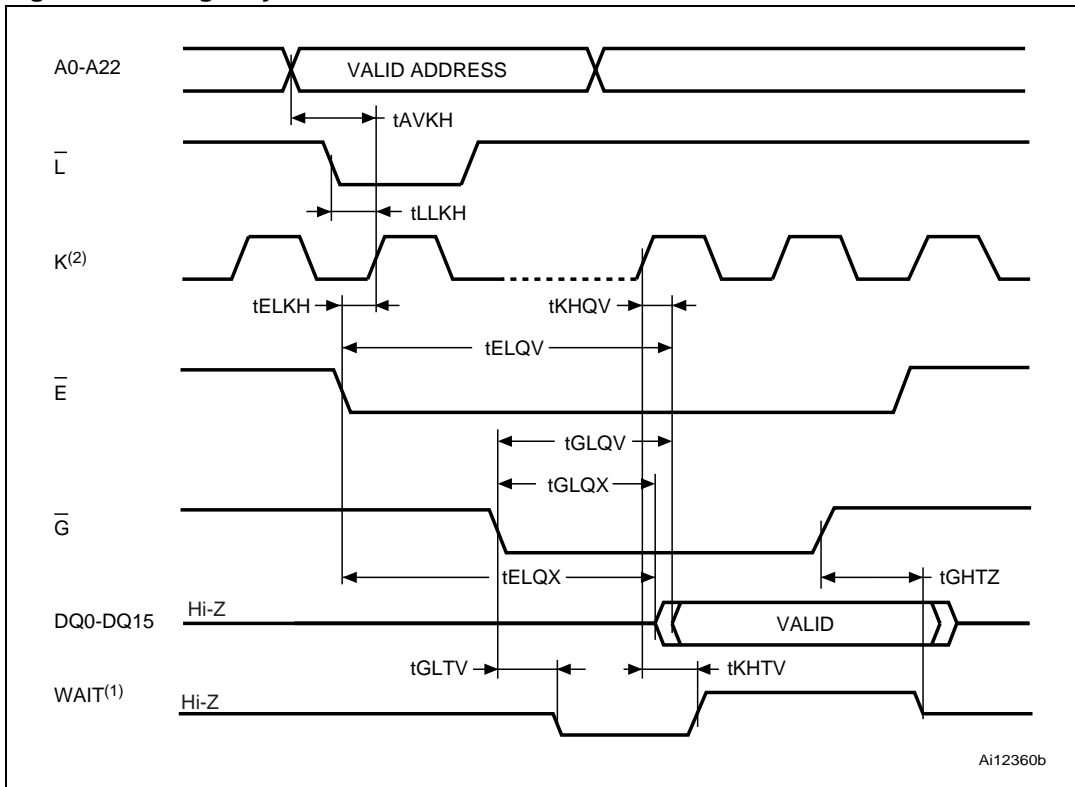 A0-A22
VALID ADDRESS
tAVKH
L
tLLKH
K(2)
tELKH
tKHQV
tELQV
E
tGLQV
tGLQX
G
tELQX
tGHTZ
DQ0-DQ15
Hi-Z
VALID
tGLTV
tKHTV
WAIT(1)
Hi-Z
Ai12360b